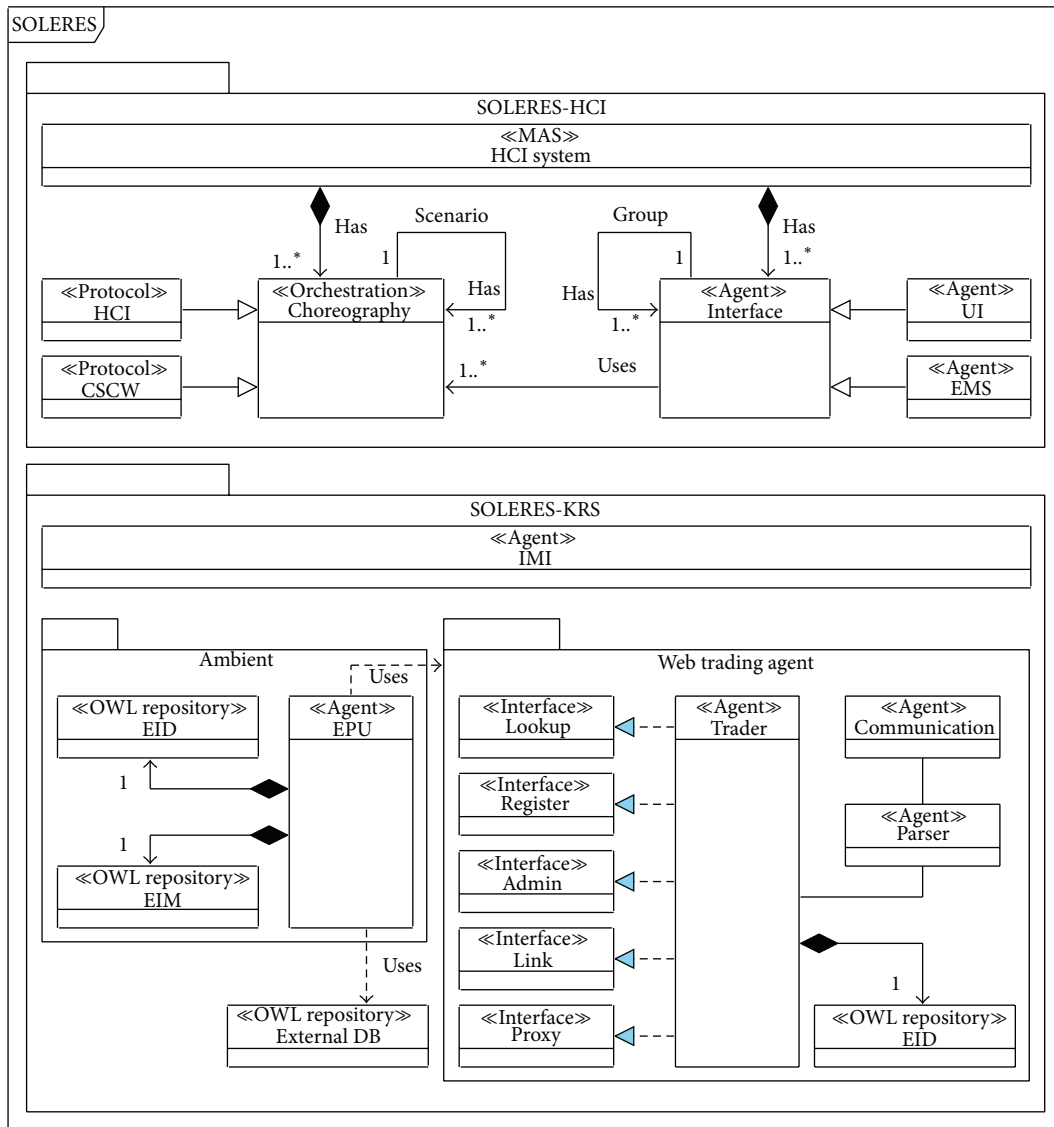 SOLERES
SOLERES-HCI
≪MAS≫
HCI system
Has
Scenario
Group
Has
1..*
1
1
1..*
≪Protocol≫
HCI
≪Orchestration≫
Choreography
Has
1..*
Has
1..*
≪Agent≫
Interface
≪Agent≫
UI
≪Protocol≫
CSCW
1..*
Uses
≪Agent≫
EMS
SOLERES-KRS
≪Agent≫
IMI
Ambient
Uses
Web trading agent
≪OWL repository≫
EID
≪Agent≫
EPU
≪Interface≫
Lookup
≪Agent≫
Trader
≪Agent≫
Communication
1
≪Interface≫
Register
≪Agent≫
Parser
1
≪OWL repository≫
EIM
≪Interface≫
Admin
≪Interface≫
Link
Uses
1
≪OWL repository≫
External DB
≪Interface≫
Proxy
≪OWL repository≫
EID